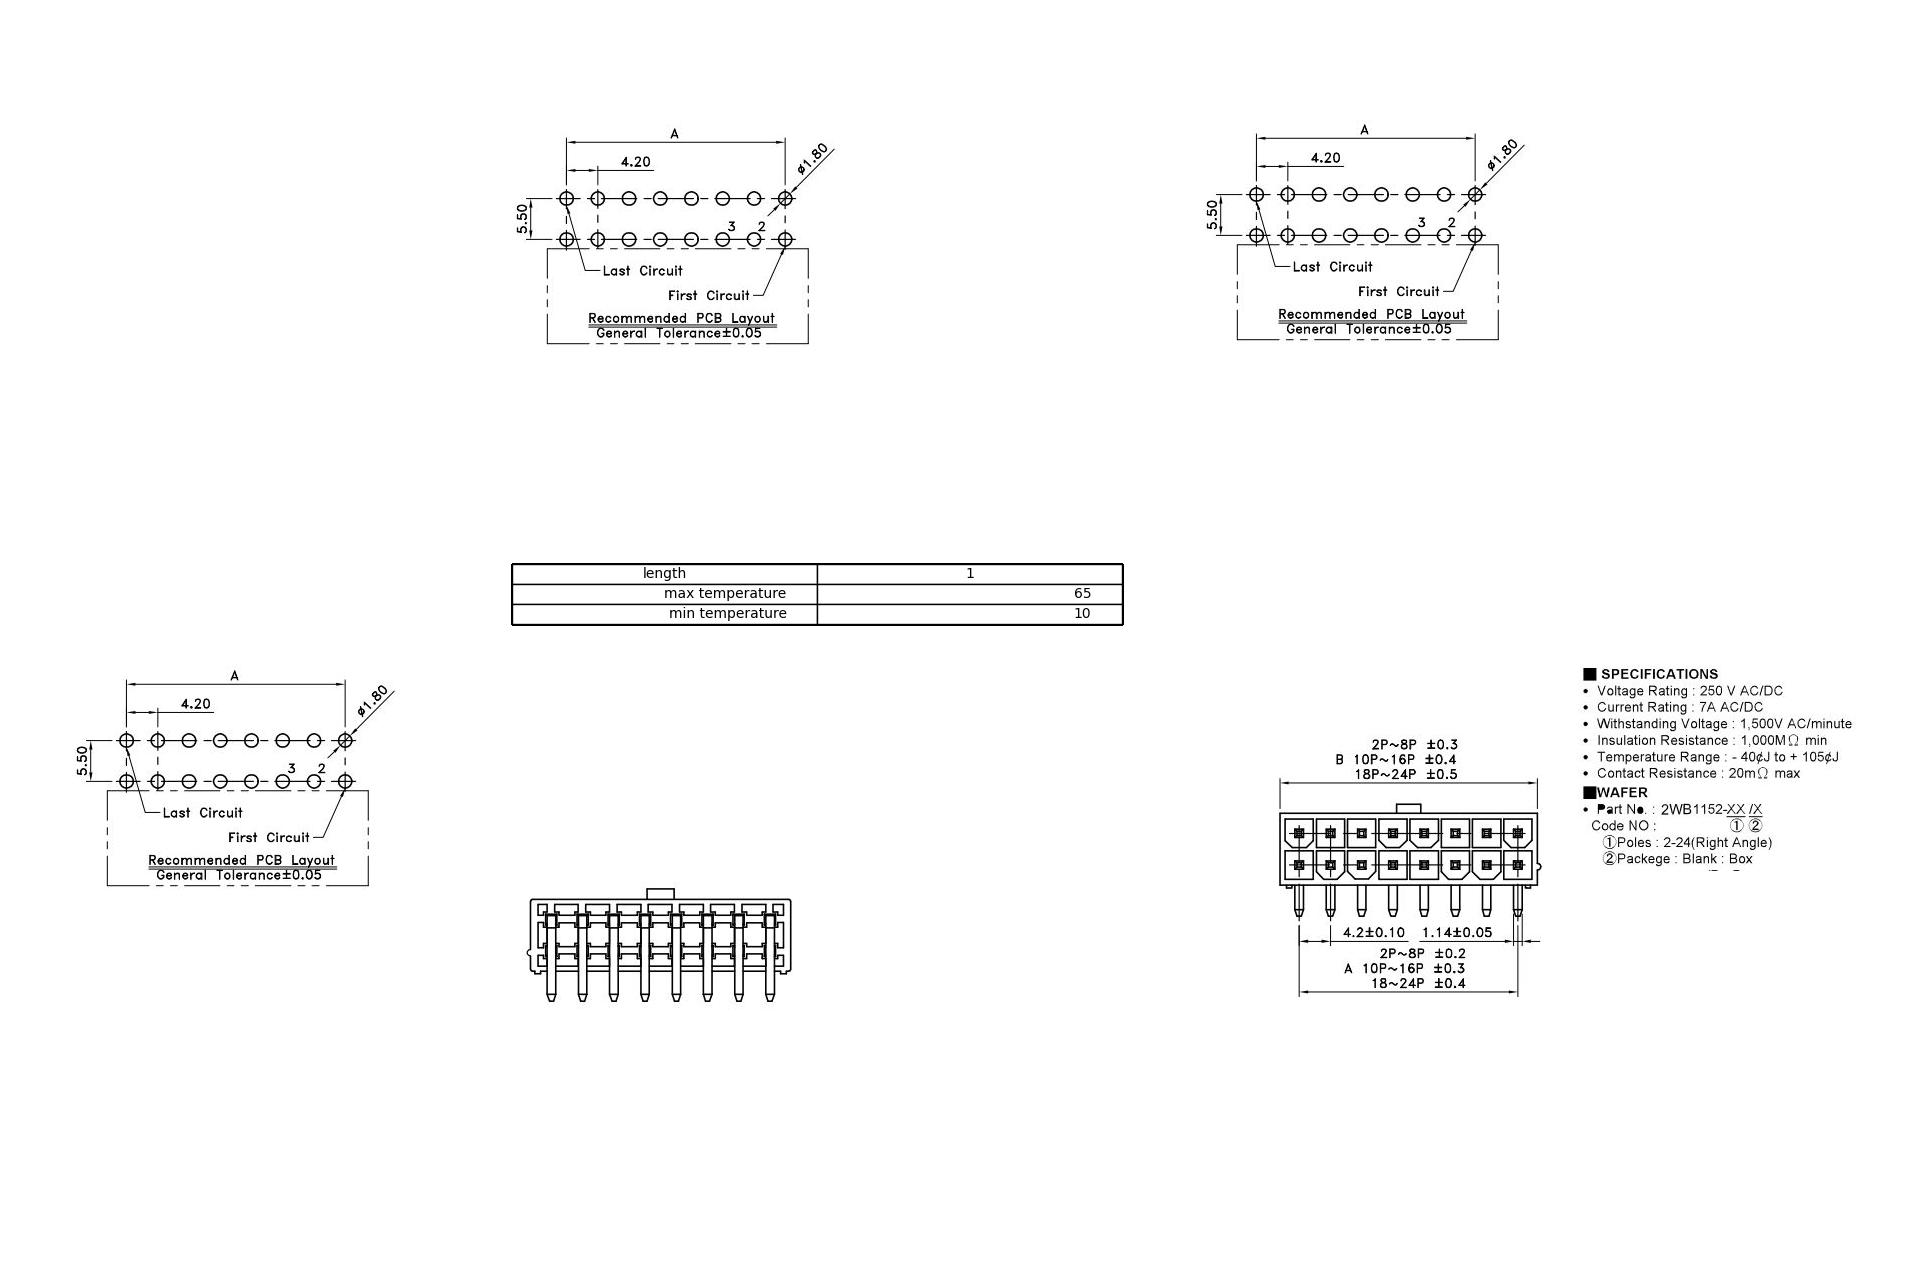 A
4.20
ø1.80
5.50
3 2
Last Circuit
First Circuit
Recommended PCB Layout
General Tolerance±0.05
A
4.20
ø1.80
5.50
3 2
Last Circuit
First Circuit
Recommended PCB Layout
General Tolerance±0.05
length 1
max temperature 65
min temperature 10
A
4.20
ø1.80
5.50
3 2
Last Circuit
First Circuit
Recommended PCB Layout
General Tolerance±0.05
2P~8P ±0.3
B 10P~16P ±0.4
18P~24P ±0.5
4.2±0.10 1.14±0.05
2P~8P ±0.2
A 10P~16P ±0.3
18~24P ±0.4
■ SPECIFICATIONS
• Voltage Rating : 250 V AC/DC
• Current Rating : 7A AC/DC
• Withstanding Voltage : 1,500V AC/minute
• Insulation Resistance : 1,000MΩ min
• Temperature Range : - 40¢J to + 105¢J
• Contact Resistance : 20mΩ max
■WAFER
• Part No. : 2WB1152-XX /X
Code NO : ① ②
①Poles : 2-24(Right Angle)
②Packege : Blank : Box